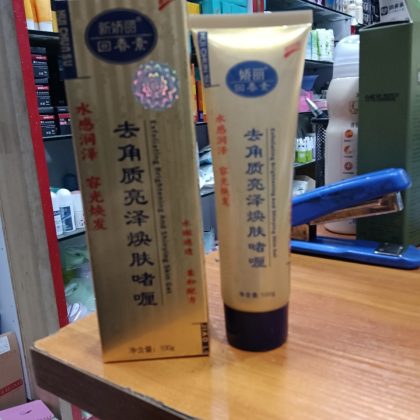 新娇丽
回春素
水感润泽 容光焕发
去角质亮泽焕肤啫喱
Exfoliating Brightening and Shining Skin Gel
净含量：100g
娇丽
回春素
水感润泽 容光焕发
去角质亮泽焕肤啫喱
Exfoliating Brightening and Shining Skin Gel
净含量：100g